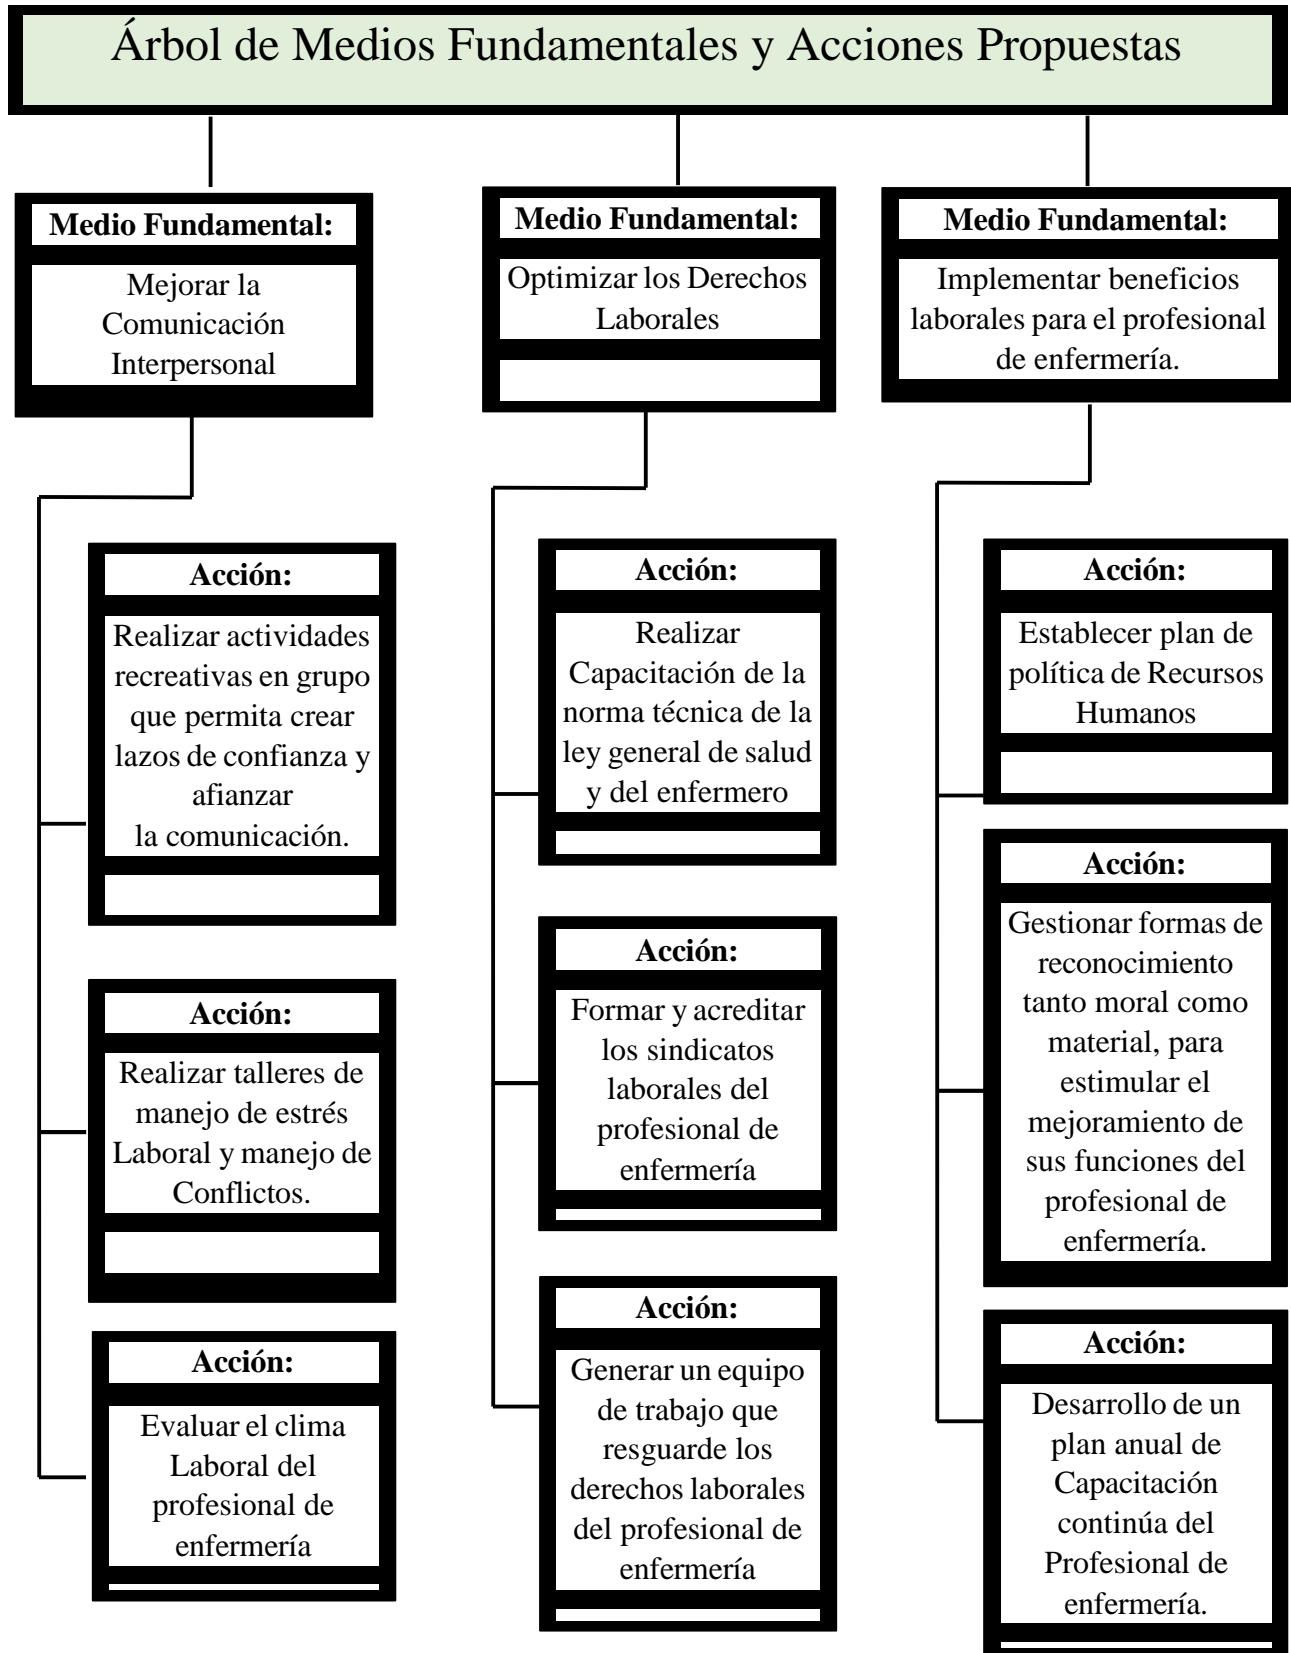 Árbol de Medios Fundamentales y Acciones Propuestas
Medio Fundamental:
Mejorar la
Comunicación
Interpersonal
Acción:
Realizar actividades
recreativas en grupo
que permita crear
lazos de confianza y
afianzar
la comunicación.
Acción:
Realizar talleres de
manejo de estrés
Laboral y manejo de
Conflictos.
Acción:
Evaluar el clima
Laboral del
profesional de
enfermería
Medio Fundamental:
Optimizar los Derechos
Laborales
Acción:
Realizar
Capacitación de la
norma técnica de la
ley general de salud
y del enfermero
Acción:
Formar y acreditar
los sindicatos
laborales del
profesional de
enfermería
Acción:
Generar un equipo
de trabajo que
resguarde los
derechos laborales
del profesional de
enfermería
Medio Fundamental:
Implementar beneficios
laborales para el profesional
de enfermería.
Acción:
Establecer plan de
política de Recursos
Humanos
Acción:
Gestionar formas de
reconocimiento
tanto moral como
material, para
estimular el
mejoramiento de
sus funciones del
profesional de
enfermería.
Acción:
Desarrollo de un
plan anual de
Capacitación
continúa del
Profesional de
enfermería.